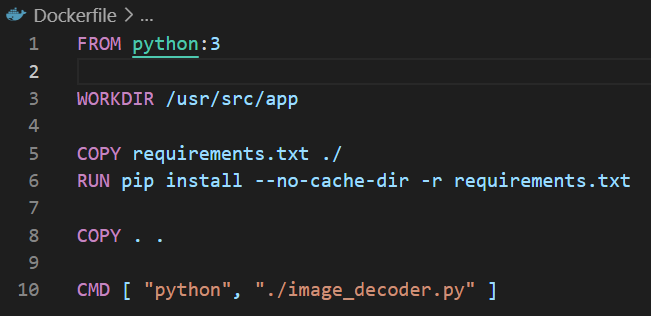 Dockerfile > ...
1 FROM python:3
2
3 WORKDIR /usr/src/app
4
5 COPY requirements.txt ./
6 RUN pip install --no-cache-dir -r requirements.txt
7
8 COPY . .
9
10 CMD [ "python", "./image_decoder.py" ]